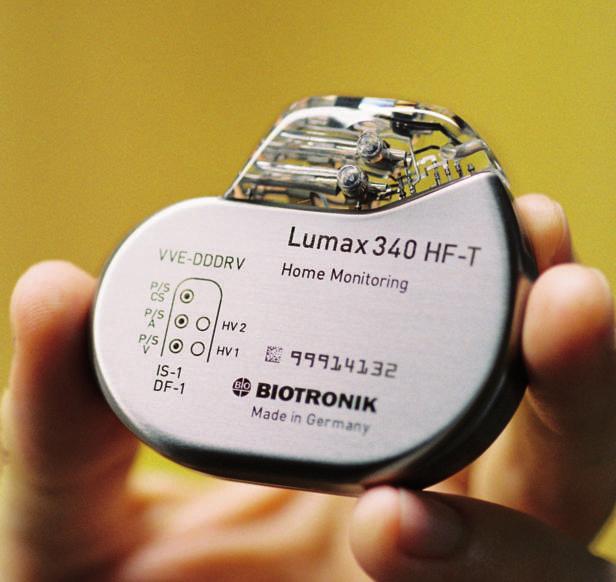 Lumax 340 HF-T
Home Monitoring
VVE-DDDRV
P/S
CS
P/S
A
HV 2
P/S
V
HV 1
IS-1
DF-1
99914132
BIO BIOTRONIK
Made in Germany